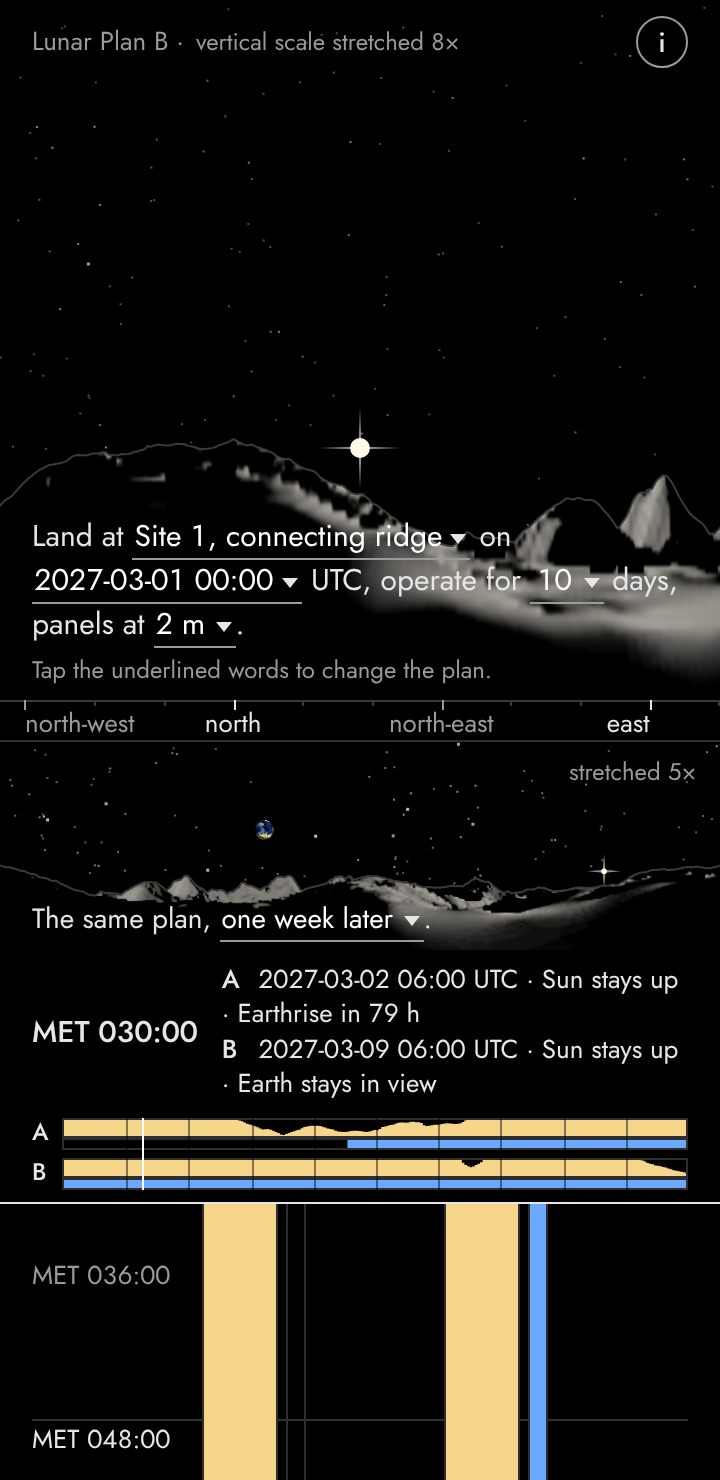 Lunar Plan B · vertical scale stretched 8×
i
Land at Site 1, connecting ridge on
2027-03-01 00:00 UTC, operate for 10 days,
panels at 2 m.
Tap the underlined words to change the plan.
north-west north north-east east
stretched 5×
The same plan, one week later.
A 2027-03-02 06:00 UTC · Sun stays up
· Earthrise in 79 h
MET 030:00
B 2027-03-09 06:00 UTC · Sun stays up
· Earth stays in view
A
B
MET 036:00
MET 048:00